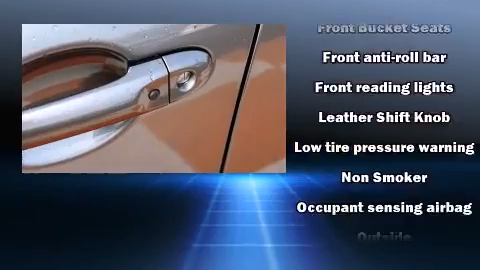 Front Bucket Seats
Front anti-roll bar
Front reading lights
Leather Shift Knob
Low tire pressure warning
Non Smoker
Occupant sensing airbag
Outside